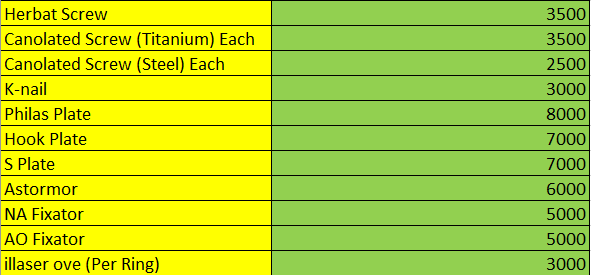 Herbat Screw 3500
Canolated Screw (Titanium) Each 3500
Canolated Screw (Steel) Each 2500
K-nail 3000
Philas Plate 8000
Hook Plate 7000
S Plate 7000
Astormor 6000
NA Fixator 5000
AO Fixator 5000
illaser ove (Per Ring) 3000